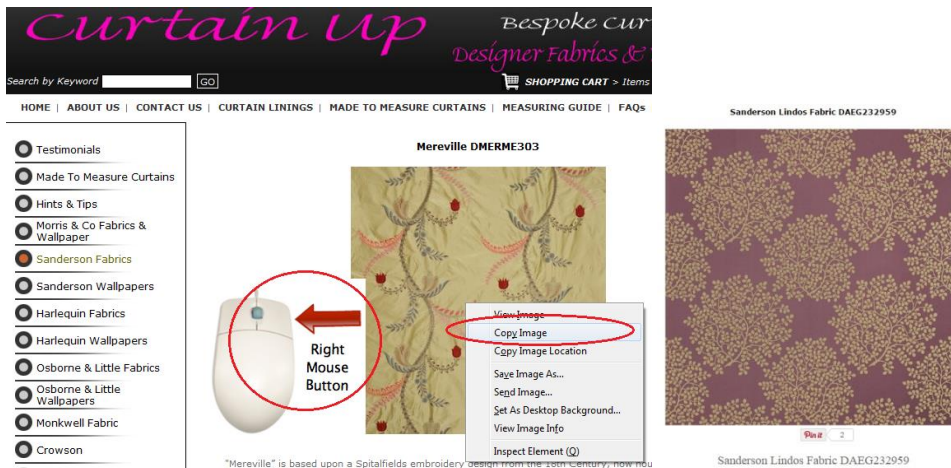 Curtain Up
Bespoke Cur
Designer Fabrics &
Search by Keyword GO
SHOPPING CART > Items
HOME | ABOUT US | CONTACT US | CURTAIN LININGS | MADE TO MEASURE CURTAINS | MEASURING GUIDE | FAQs
Testimonials
Made To Measure Curtains
Hints & Tips
Morris & Co Fabrics &
Wallpaper
Sanderson Fabrics
Sanderson Wallpapers
Harlequin Fabrics
Harlequin Wallpapers
Osborne & Little Fabrics
Osborne & Little
Wallpapers
Monkwell Fabric
Crowson
Mereville DMERME303
Right
Mouse
Button
View Image
Copy Image
Copy Image Location
Save Image As...
Send Image...
Set As Desktop Background...
View Image Info
Inspect Element (Q)
"Mereville" is based upon a Spitalfields embroidery design from the 18th Century, now hou
Sanderson Lindos Fabric DAEG232959
Pin it 2
Sanderson Lindos Fabric DAEG232959